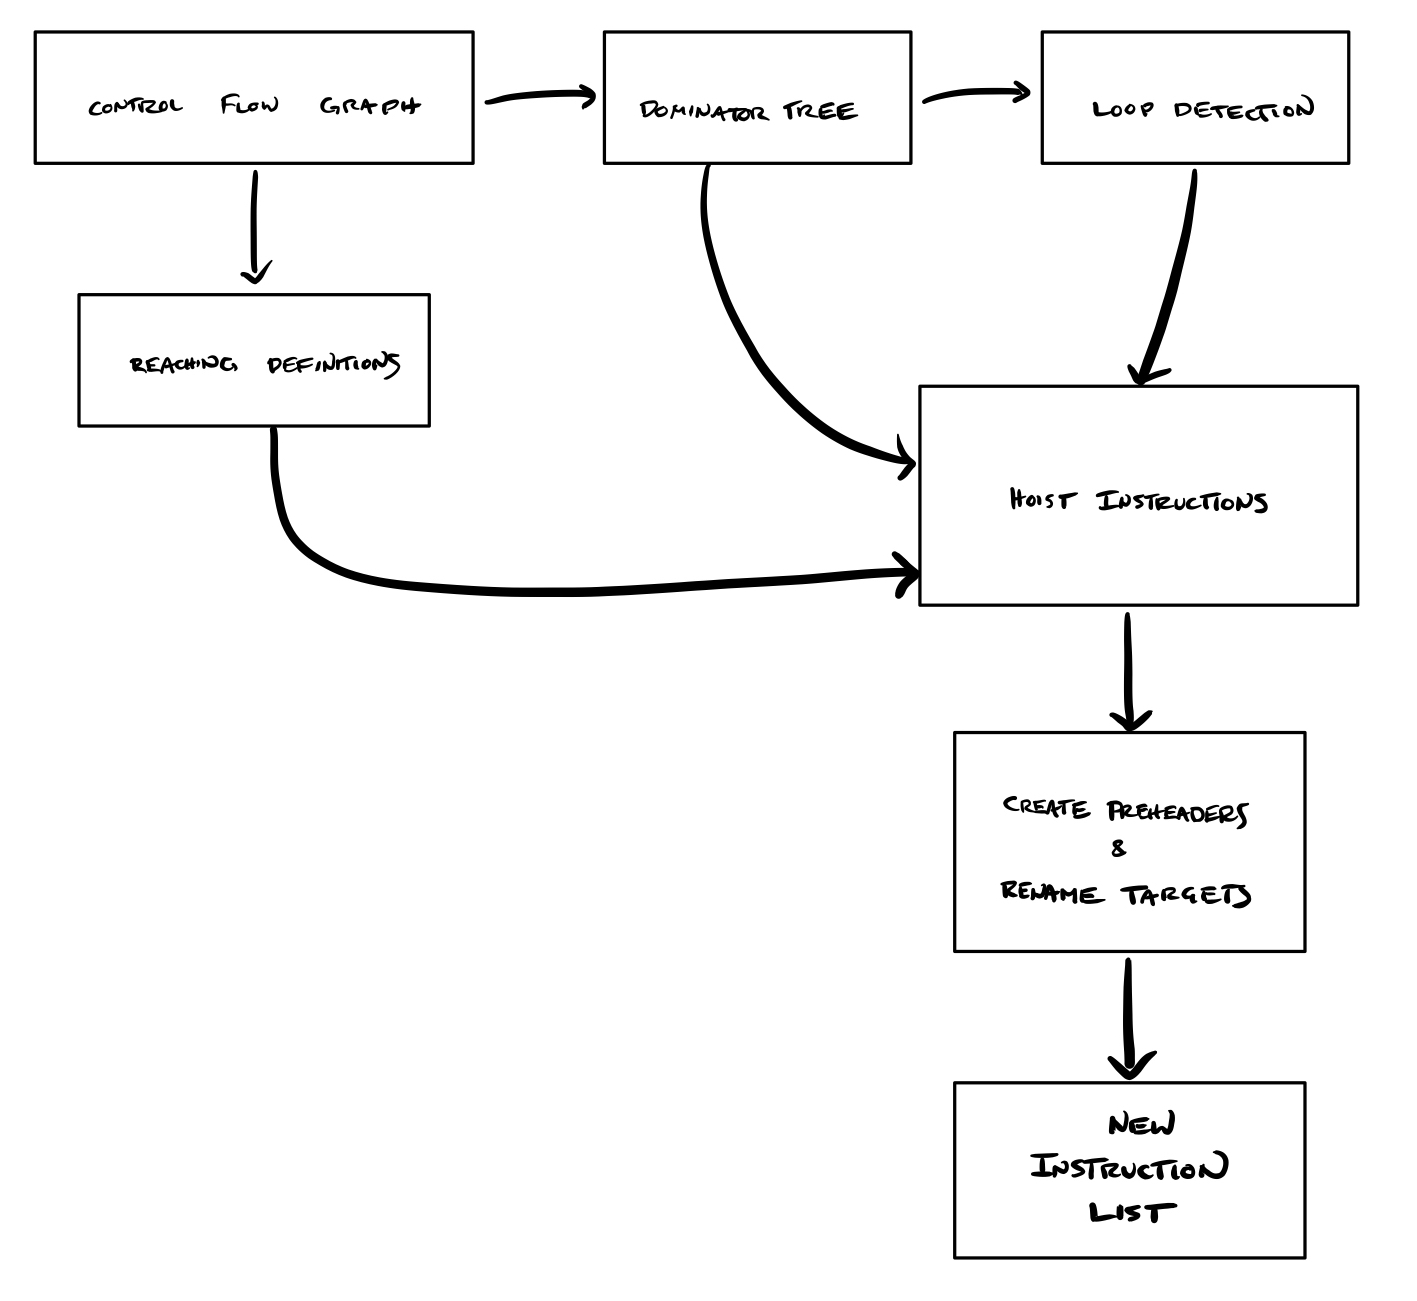 CONTROL FLOW GRAPH
DOMINATOR TREE
LOOP DETECTION
REACHING DEFINITIONS
HOIST INSTRUCTIONS
CREATE PREHEADERS
&
RENAME TARGETS
NEW
INSTRUCTION
LIST